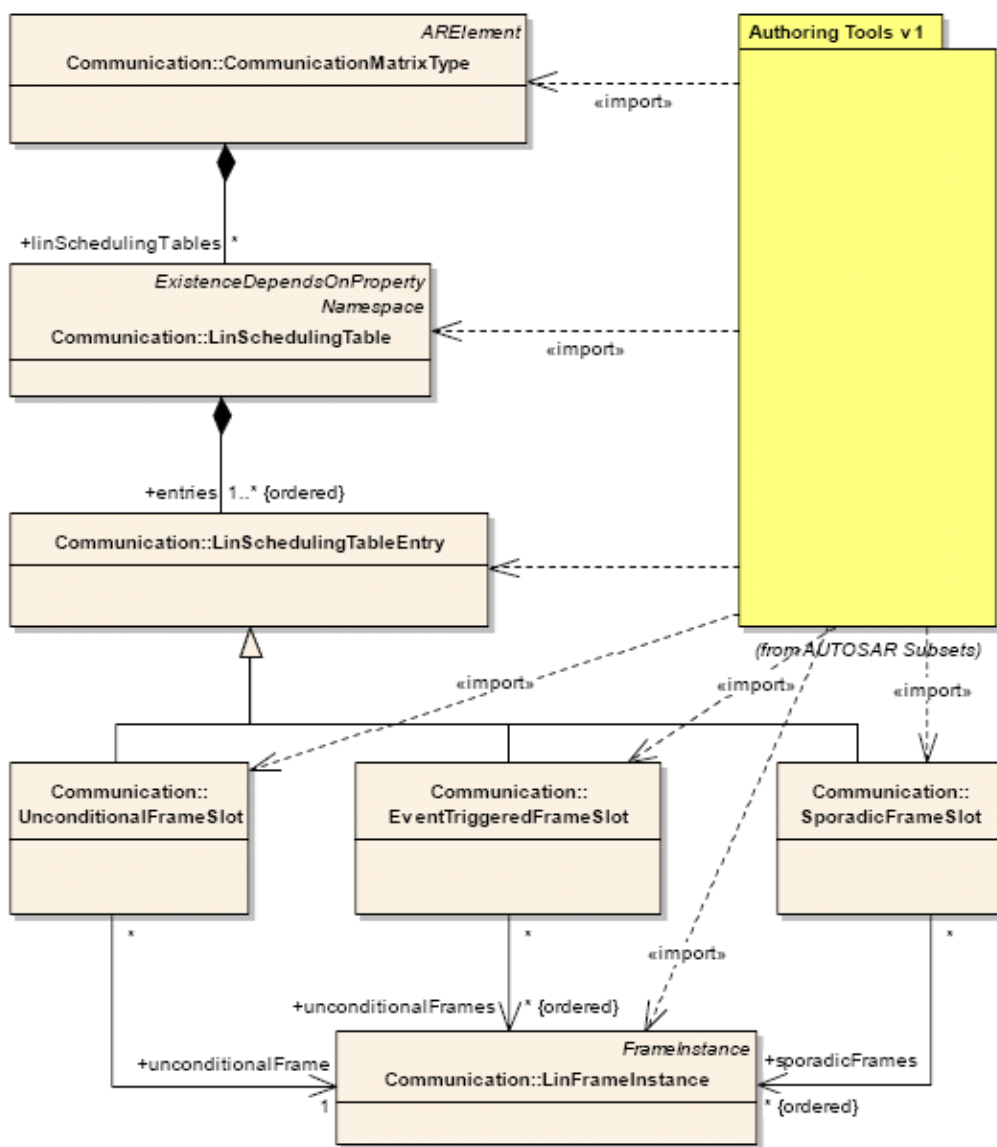 ARElement
Communication::CommunicationMatrixType
Authoring Tools v1
«import»
+linSchedulingTables *
ExistenceDependsOnProperty
Namespace
Communication::LinSchedulingTable
«import»
+entries 1..* {ordered}
Communication::LinSchedulingTableEntry
(from AUTOSAR Subsets)
«import»
«import»
«import»
Communication::
UnconditionalFrameSlot
Communication::
EventTriggeredFrameSlot
Communication::
SporadicFrameSlot
*
*
*
«import»
+unconditionalFrames * {ordered}
+unconditionalFrame
1
FrameInstance
Communication::LinFrameInstance
+sporadicFrames
* {ordered}